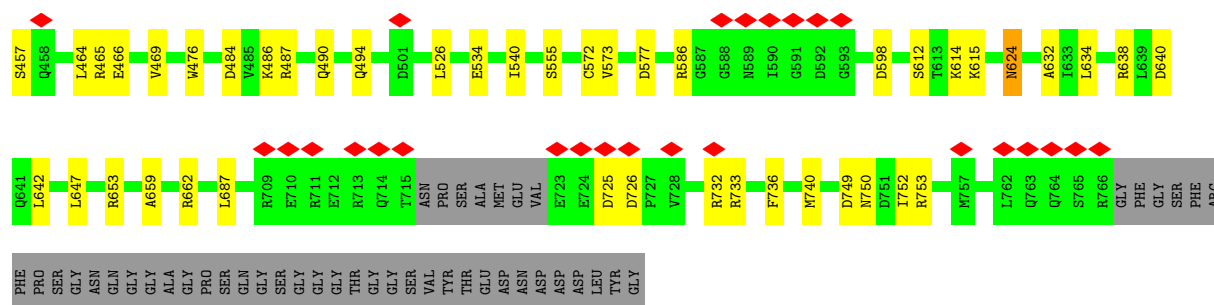 S457 Q458 L464 R465 E466 V469 W476 D484 V485 K486 R487 Q490 Q494 D501 L526 E534 I540 S555 C572 V573 D577 R586 G587 G588 N589 I590 G591 D592 G593 D598 S612 T613 K614 K615 N624 A632 I633 L634 R638 L639 D640
Q641 L642 L647 R653 A659 R662 L687 R709 E710 R711 E712 R713 Q714 T715 ASN PRO SER ALA MET GLU VAL E723 E724 D725 D726 P727 V728 R732 R733 F736 M740 D749 N750 D751 I752 R753 M757 L762 Q763 Q764 S765 R766 GLY PHE GLY SER PHE ARG
PHE PRO SER GLY ASN GLN GLY GLY ALA GLY PRO SER GLN GLY SER GLY GLY THR GLY GLY SER VAL TYR THR GLU ASP ASN ASP ASP LEU TYR GLY